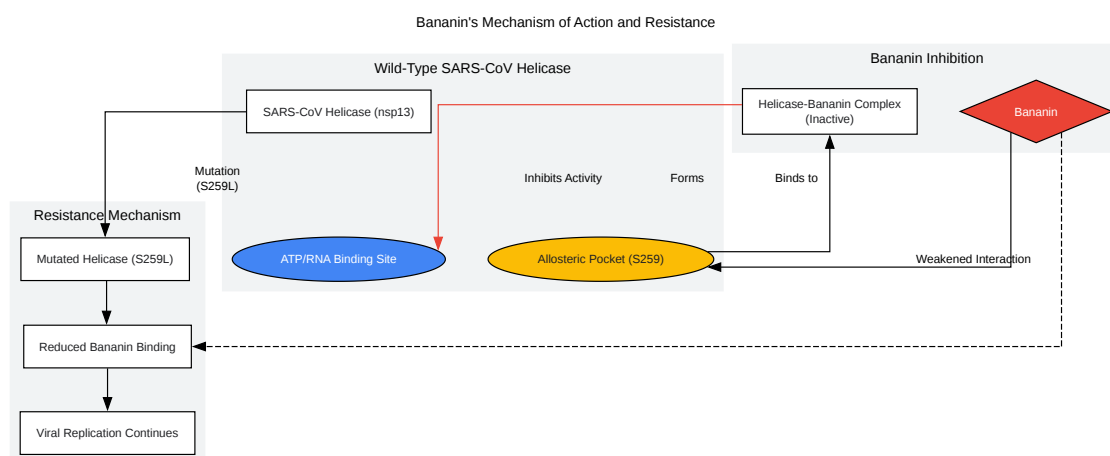 Bananin's Mechanism of Action and Resistance
Bananin Inhibition
Wild-Type SARS-CoV Helicase
SARS-CoV Helicase (nsp13)
Helicase-Bananin Complex
(Inactive)
Bananin
Mutation
(S259L)
Inhibits Activity
Forms
Binds to
Resistance Mechanism
Mutated Helicase (S259L)
ATP/RNA Binding Site
Allosteric Pocket (S259)
Weakened Interaction
Reduced Bananin Binding
Viral Replication Continues